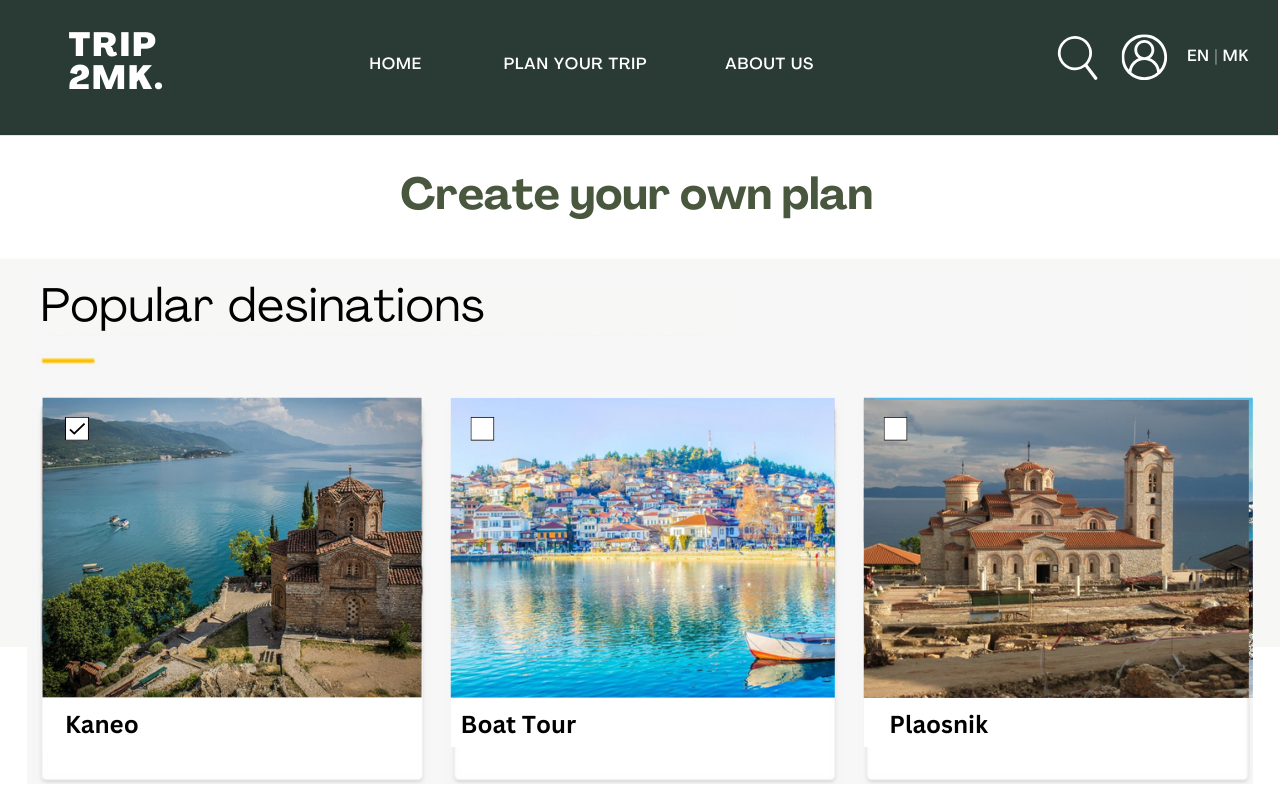 TRIP
2MK.
HOME
PLAN YOUR TRIP
ABOUT US
EN | MK
Create your own plan
Popular desinations
Kaneo
Boat Tour
Plaosnik